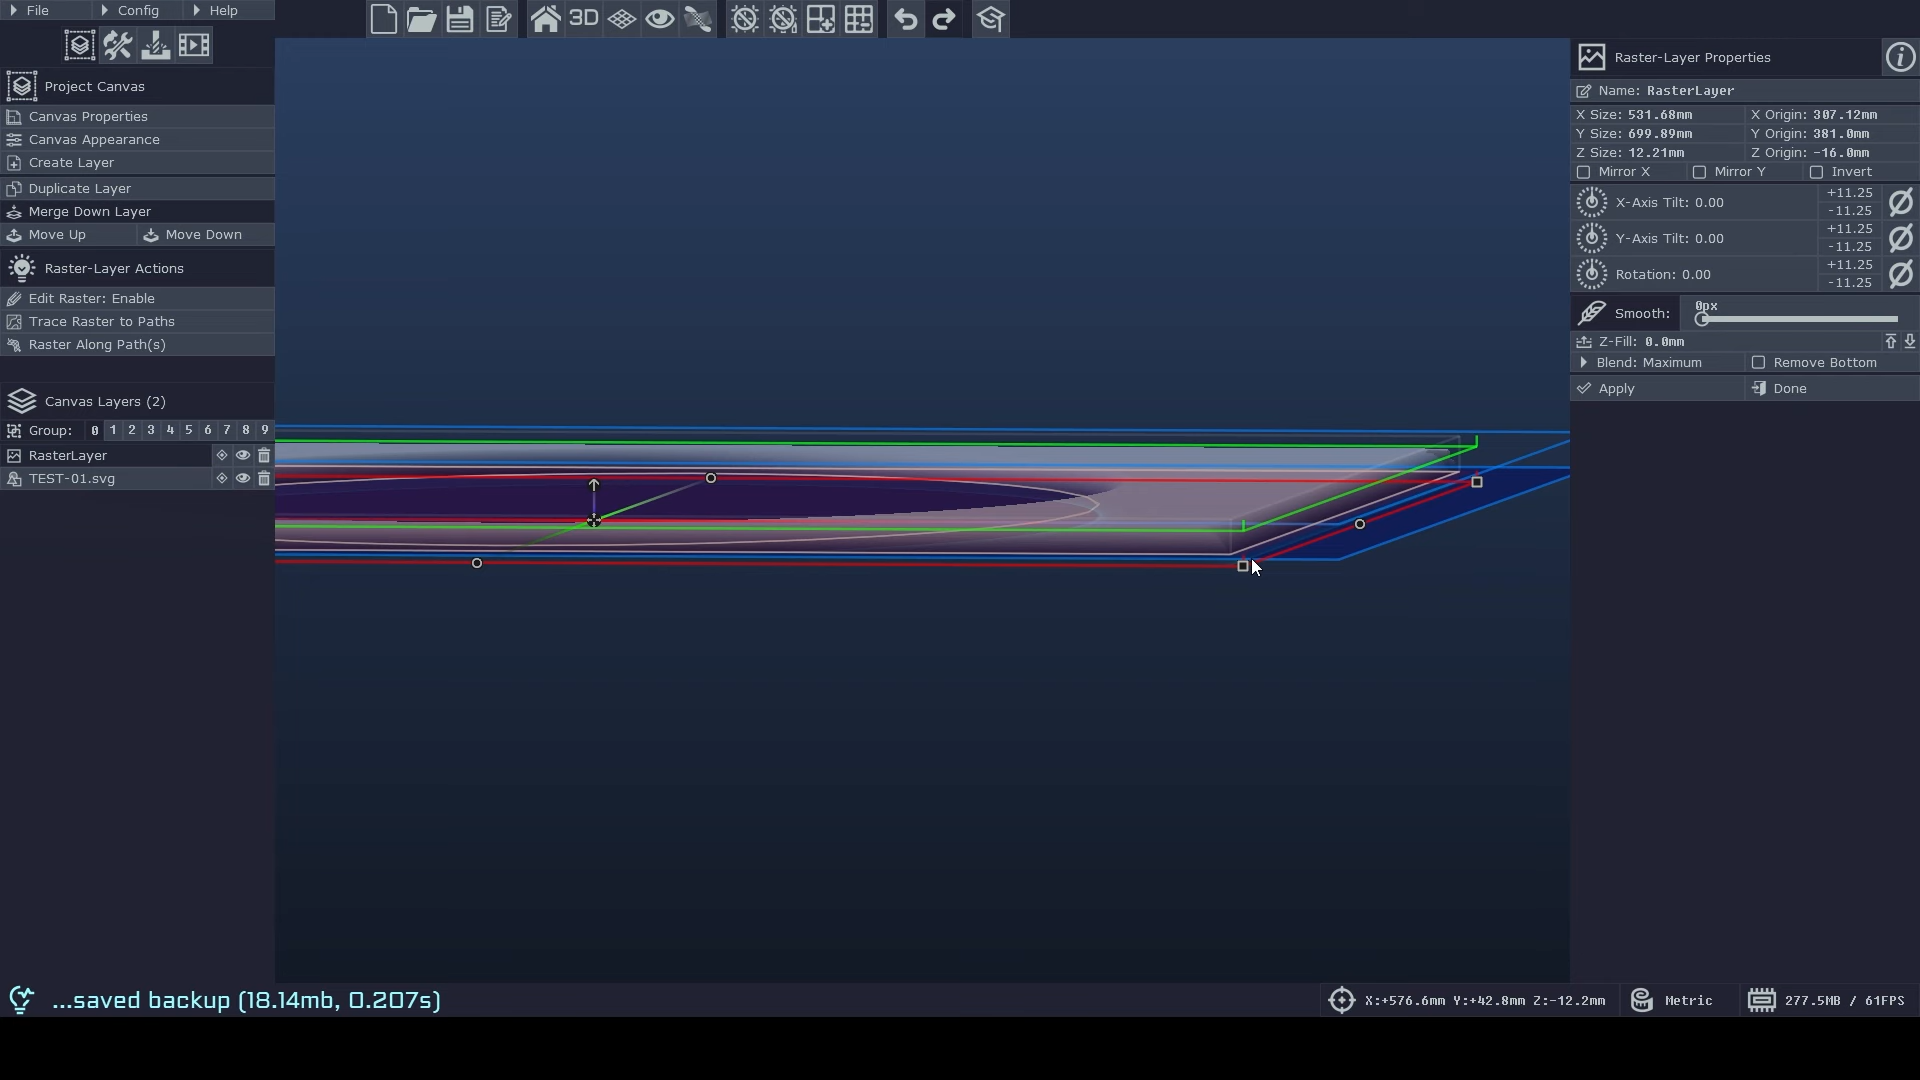 File Config Help
3D
Project Canvas
Canvas Properties
Canvas Appearance
Create Layer
Duplicate Layer
Merge Down Layer
Move Up Move Down
Raster-Layer Actions
Edit Raster: Enable
Trace Raster to Paths
Raster Along Path(s)
Canvas Layers (2)
Group: 0 1 2 3 4 5 6 7 8 9
RasterLayer
TEST-01.svg
Raster-Layer Properties
Name: RasterLayer
X Size: 531.68mm X Origin: 307.12mm
Y Size: 699.89mm Y Origin: 381.0mm
Z Size: 12.21mm Z Origin: -16.0mm
Mirror X Mirror Y Invert
X-Axis Tilt: 0.00 +11.25 -11.25
Y-Axis Tilt: 0.00 +11.25 -11.25
Rotation: 0.00 +11.25 -11.25
Smooth: 0px
Z-Fill: 0.0mm
Blend: Maximum Remove Bottom
Apply Done
...saved backup (18.14mb, 0.207s)
X:+576.6mm Y:+42.8mm Z:-12.2mm Metric 277.5MB / 61FPS